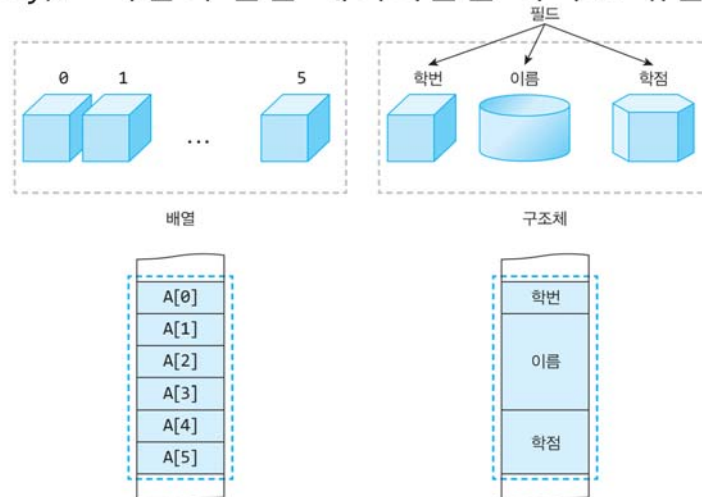 필드
0 1 5 학번 이름 학점
...
배열 구조체
A[0]
A[1]
A[2]
A[3]
A[4]
A[5]
학번
이름
학점